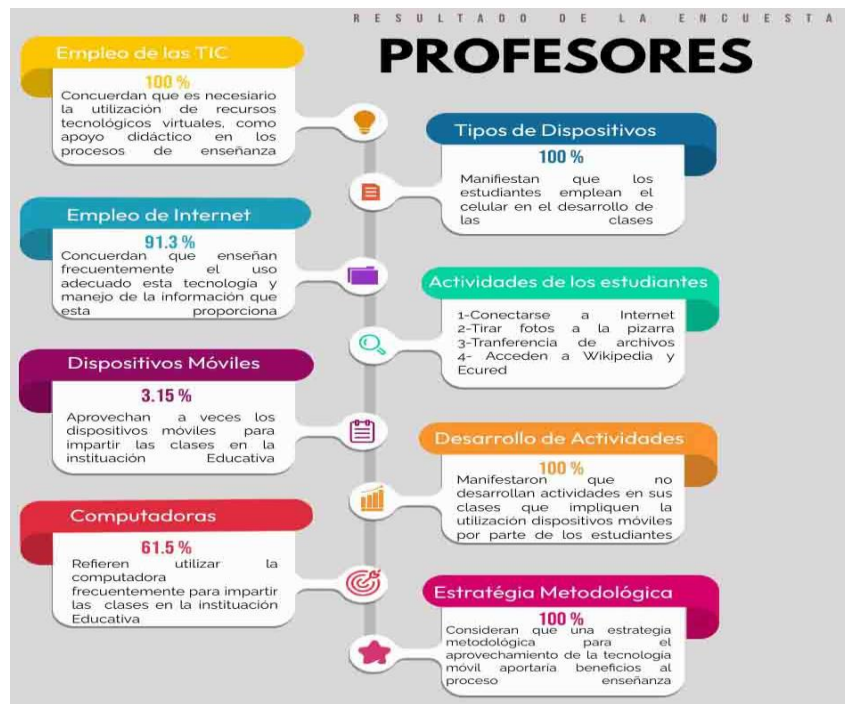 RESULTADO DE LA ENCUESTA
PROFESORES
Empleo de las TIC
100 %
Concuerdan que es necesiario
la utilización de recursos
tecnológicos virtuales, como
apoyo didáctico en los
procesos de enseñanza
Tipos de Dispositivos
100 %
Manifiestan que los
estudiantes emplean el
celular en el desarrollo de
las clases
Empleo de Internet
91.3 %
Concuerdan que enseñan
frecuentemente el uso
adecuado esta tecnología y
manejo de la información que
esta proporciona
Actividades de los estudiantes
1-Conectarse a Internet
2-Tirar fotos a la pizarra
3-Tranferencia de archivos
4- Acceden a Wikipedia y
Ecured
Dispositivos Móviles
3.15 %
Aprovechan a veces los
dispositivos móviles para
impartir las clases en la
instituación Educativa
Desarrollo de Actividades
100 %
Manifestaron que no
desarrollan actividades en sus
clases que impliquen la
utilización dispositivos móviles
por parte de los estudiantes
Computadoras
61.5 %
Refieren utilizar la
computadora
frecuentemente para impartir
las clases en la instituación
Educativa
Estratégia Metodológica
100 %
Consideran que una estrategia
metodológica para el
aprovechamiento de la tecnología
móvil aportaría beneficios al
proceso enseñanza